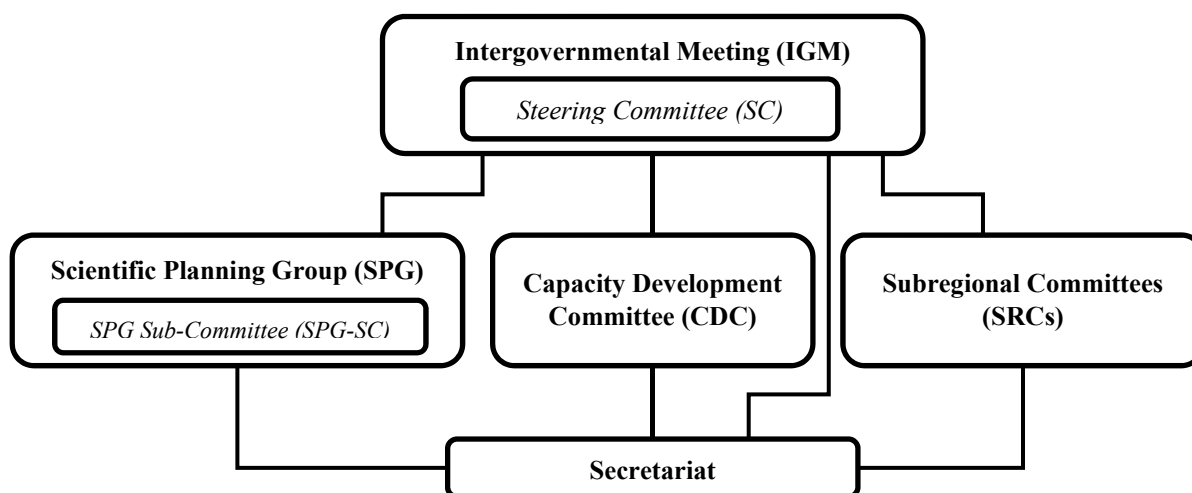 Intergovernmental Meeting (IGM)
Steering Committee (SC)
Scientific Planning Group (SPG)
SPG Sub-Committee (SPG-SC)
Capacity Development
Committee (CDC)
Subregional Committees
(SRCs)
Secretariat